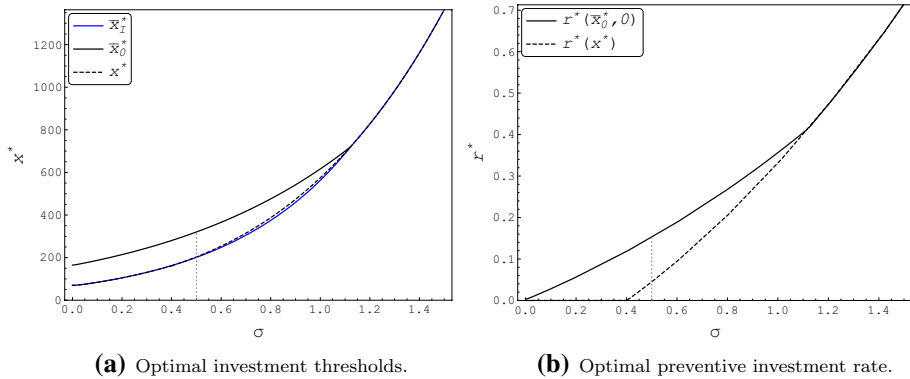 x̅*_I
x̅*_0
x*
1200
1000
800
600
400
200
0
x*
0.0 0.2 0.4 0.6 0.8 1.0 1.2 1.4
σ
(a) Optimal investment thresholds.
r*(x̅*_0,0)
r*(x*)
0.7
0.6
0.5
0.4
0.3
0.2
0.1
0.0
r*
0.0 0.2 0.4 0.6 0.8 1.0 1.2 1.4
σ
(b) Optimal preventive investment rate.